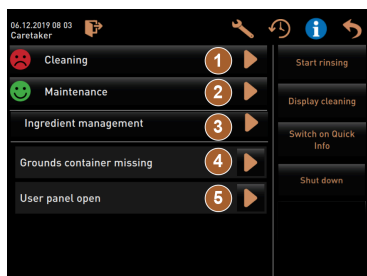 06.12.2019 08 03
Caretaker
Cleaning
1
Start rinsing
Maintenance
2
Display cleaning
Ingredient management
3
Switch on Quick
Info
Grounds container missing
4
Shut down
User panel open
5